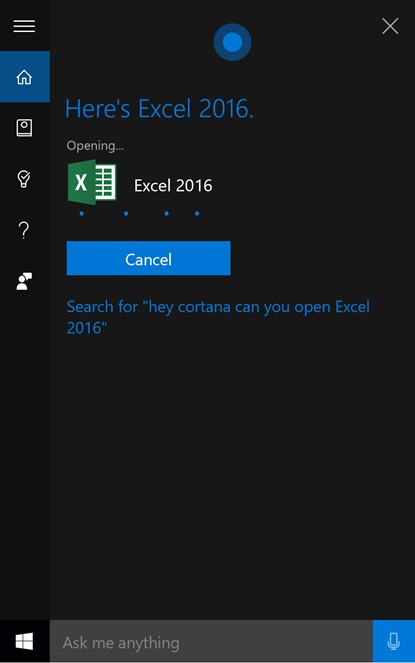 Here's Excel 2016.
Opening...
Excel 2016
Cancel
Search for "hey cortana can you open Excel
2016"
Ask me anything